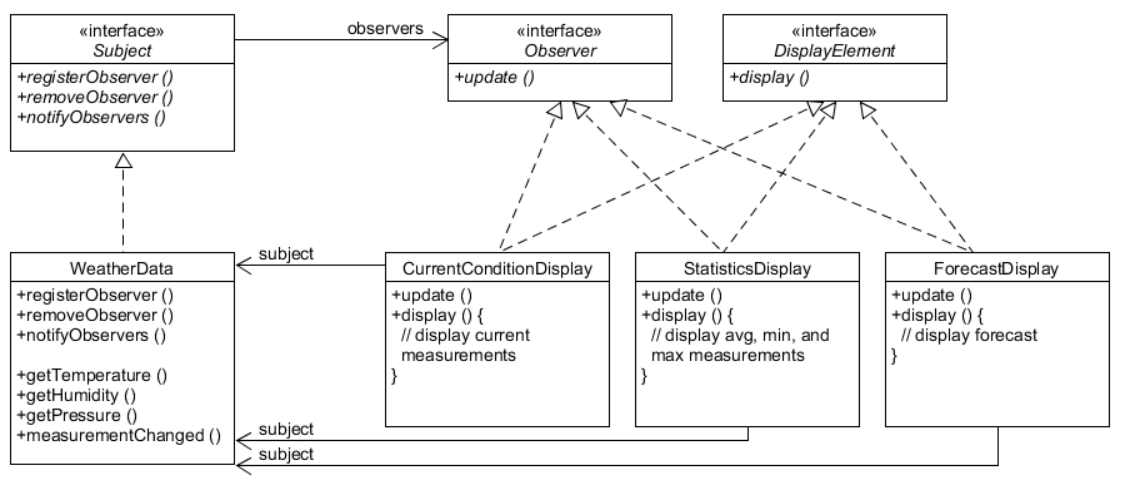 «interface»
Subject
+registerObserver ()
+removeObserver ()
+notifyObservers ()
observers
«interface»
Observer
+update ()
«interface»
DisplayElement
+display ()
WeatherData
+registerObserver ()
+removeObserver ()
+notifyObservers ()
+getTemperature ()
+getHumidity ()
+getPressure ()
+measurementChanged ()
subject
CurrentConditionDisplay
+update ()
+display () {
// display current
measurements
}
StatisticsDisplay
+update ()
+display () {
// display avg, min, and
max measurements
}
ForecastDisplay
+update ()
+display () {
// display forecast
}
subject
subject